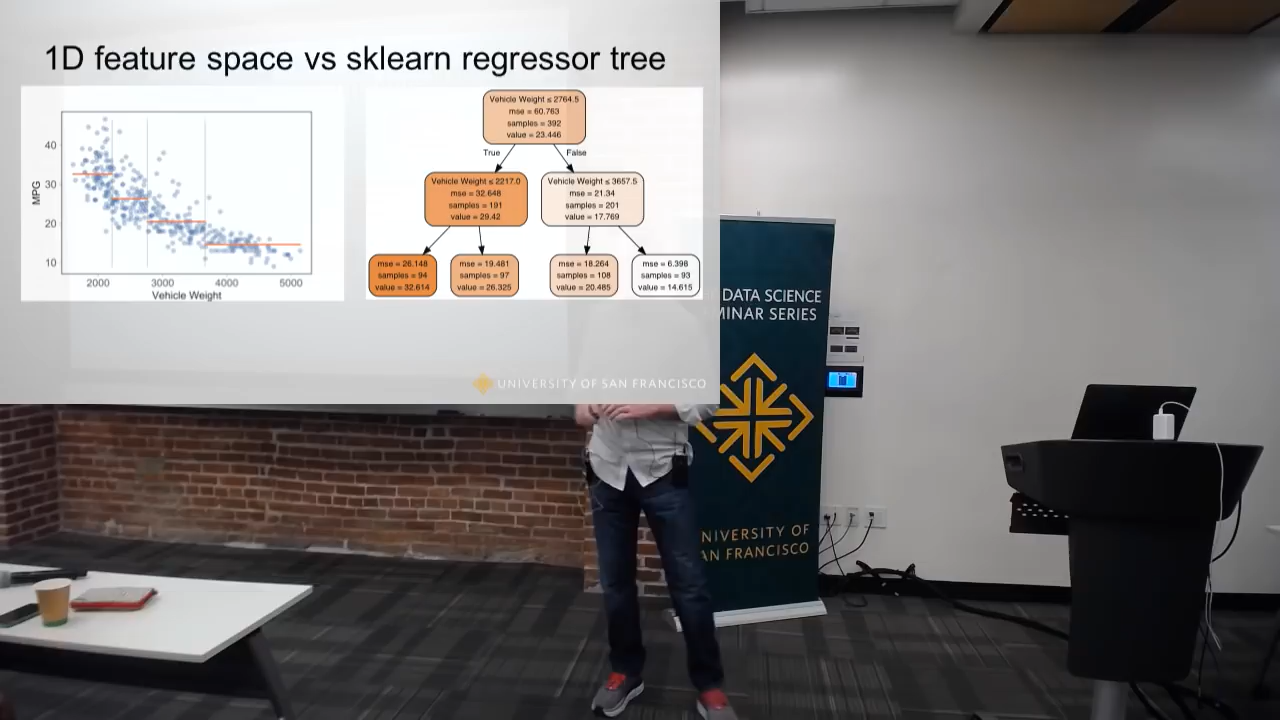 1D feature space vs sklearn regressor tree
MPG
40
30
20
10
2000
3000
4000
5000
Vehicle Weight
Vehicle Weight ≤ 2764.5
mse = 60.763
samples = 392
value = 23.446
True
False
Vehicle Weight ≤ 2217.0
mse = 32.648
samples = 191
value = 29.42
Vehicle Weight ≤ 3657.5
mse = 21.34
samples = 201
value = 17.769
mse = 26.148
samples = 94
value = 32.614
mse = 19.481
samples = 97
value = 26.325
mse = 18.264
samples = 108
value = 20.485
mse = 6.398
samples = 93
value = 14.615
UNIVERSITY OF SAN FRANCISCO
DATA SCIENCE
MINAR SERIES
NIVERSITY OF
AN FRANCISCO